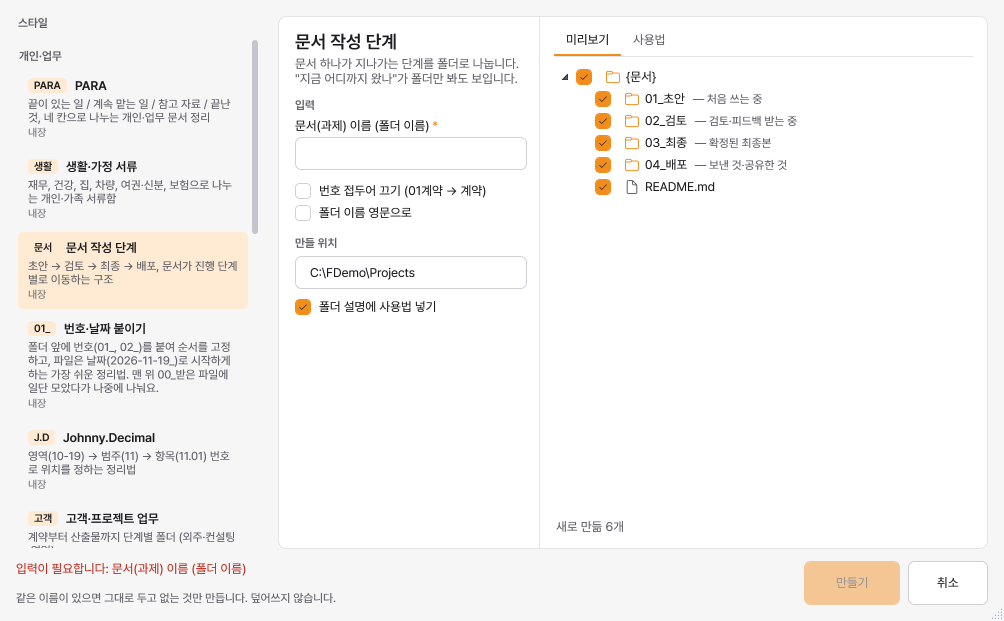 스타일
개인·업무
PARA PARA
끝이 있는 일 / 계속 맡는 일 / 참고 자료 / 끝난
것, 네 칸으로 나누는 개인·업무 문서 정리
내장
생활 생활·가정 서류
재무, 건강, 집, 차량, 여권·신분, 보험으로 나누
는 개인·가족 서류함
내장
문서 문서 작성 단계
초안 → 검토 → 최종 → 배포, 문서가 진행 단계
별로 이동하는 구조
내장
01_ 번호·날짜 붙이기
폴더 앞에 번호(01_, 02_)를 붙여 순서를 고정
하고, 파일은 날짜(2026-11-19_)로 시작하게
하는 가장 쉬운 정리법. 맨 위 00_받은 파일에
일단 모았다가 나중에 나눠요.
내장
J.D Johnny.Decimal
영역(10-19) → 범주(11) → 항목(11.01) 번호
로 위치를 정하는 정리법
내장
고객 고객·프로젝트 업무
계약부터 산출물까지 단계별 폴더 (외주·컨설팅
문서 작성 단계
문서 하나가 지나가는 단계를 폴더로 나눕니다.
"지금 어디까지 왔나"가 폴더만 봐도 보입니다.
입력
문서(과제) 이름 (폴더 이름) *
번호 접두어 끄기 (01계약 → 계약)
폴더 이름 영문으로
만들 위치
C:\FDemo\Projects
폴더 설명에 사용법 넣기
미리보기 사용법
{문서}
01_초안 — 처음 쓰는 중
02_검토 — 검토·피드백 받는 중
03_최종 — 확정된 최종본
04_배포 — 보낸 것·공유한 것
README.md
새로 만듦 6개
입력이 필요합니다: 문서(과제) 이름 (폴더 이름)
같은 이름이 있으면 그대로 두고 없는 것만 만듭니다. 덮어쓰지 않습니다.
만들기 취소